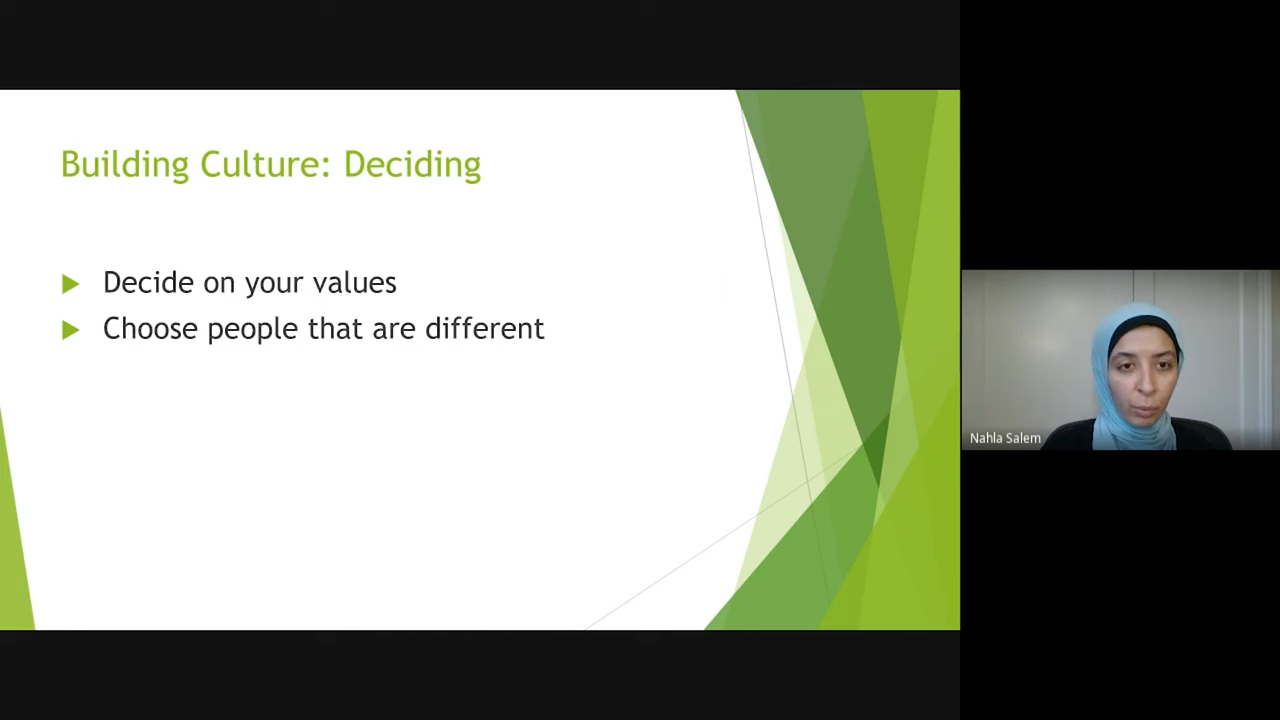 Building Culture: Deciding
Decide on your values
Choose people that are different
Nahla Salem